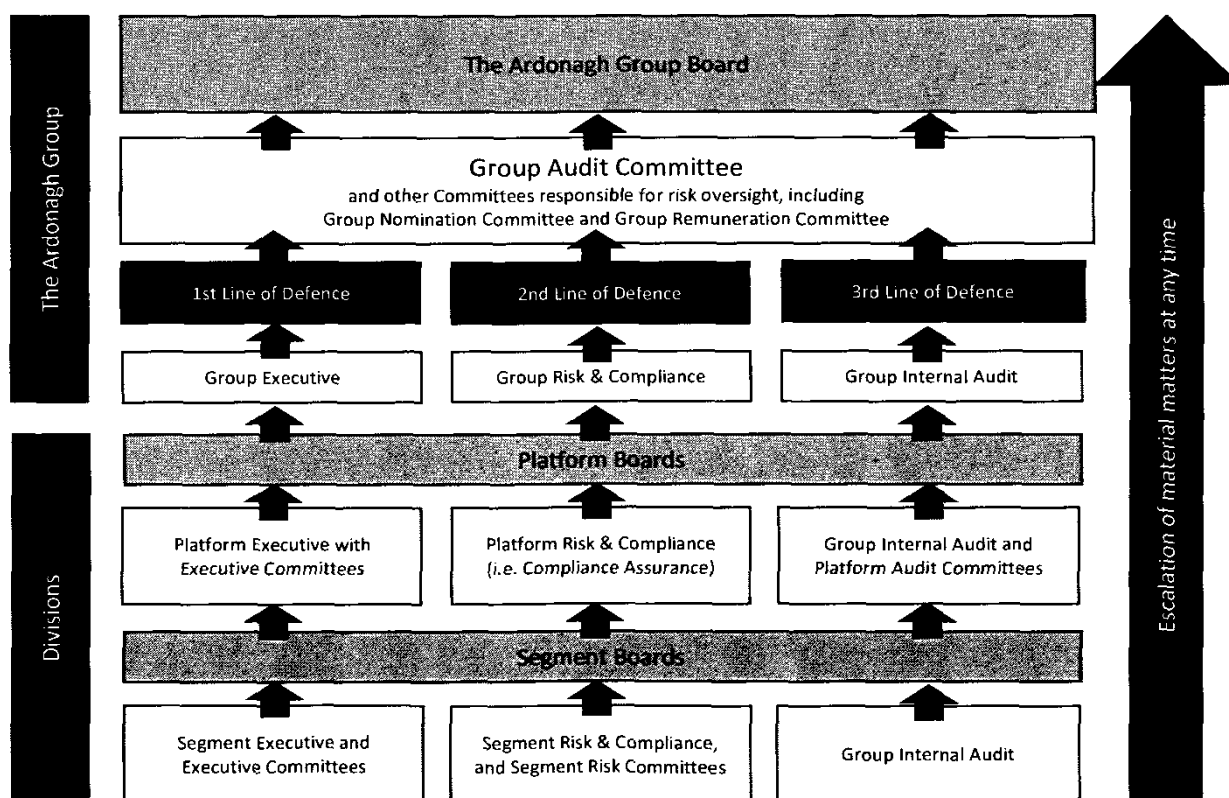 The Ardonagh Group
The Ardonagh Group Board
Group Audit Committee
and other Committees responsible for risk oversight, including
Group Nomination Committee and Group Remuneration Committee
1st Line of Defence
2nd Line of Defence
3rd Line of Defence
Group Executive
Group Risk & Compliance
Group Internal Audit
Divisions
Platform Boards
Platform Executive with
Executive Committees
Platform Risk & Compliance
(i.e. Compliance Assurance)
Group Internal Audit and
Platform Audit Committees
Segment Boards
Segment Executive and
Executive Committees
Segment Risk & Compliance,
and Segment Risk Committees
Group Internal Audit
Escalation of material matters at any time